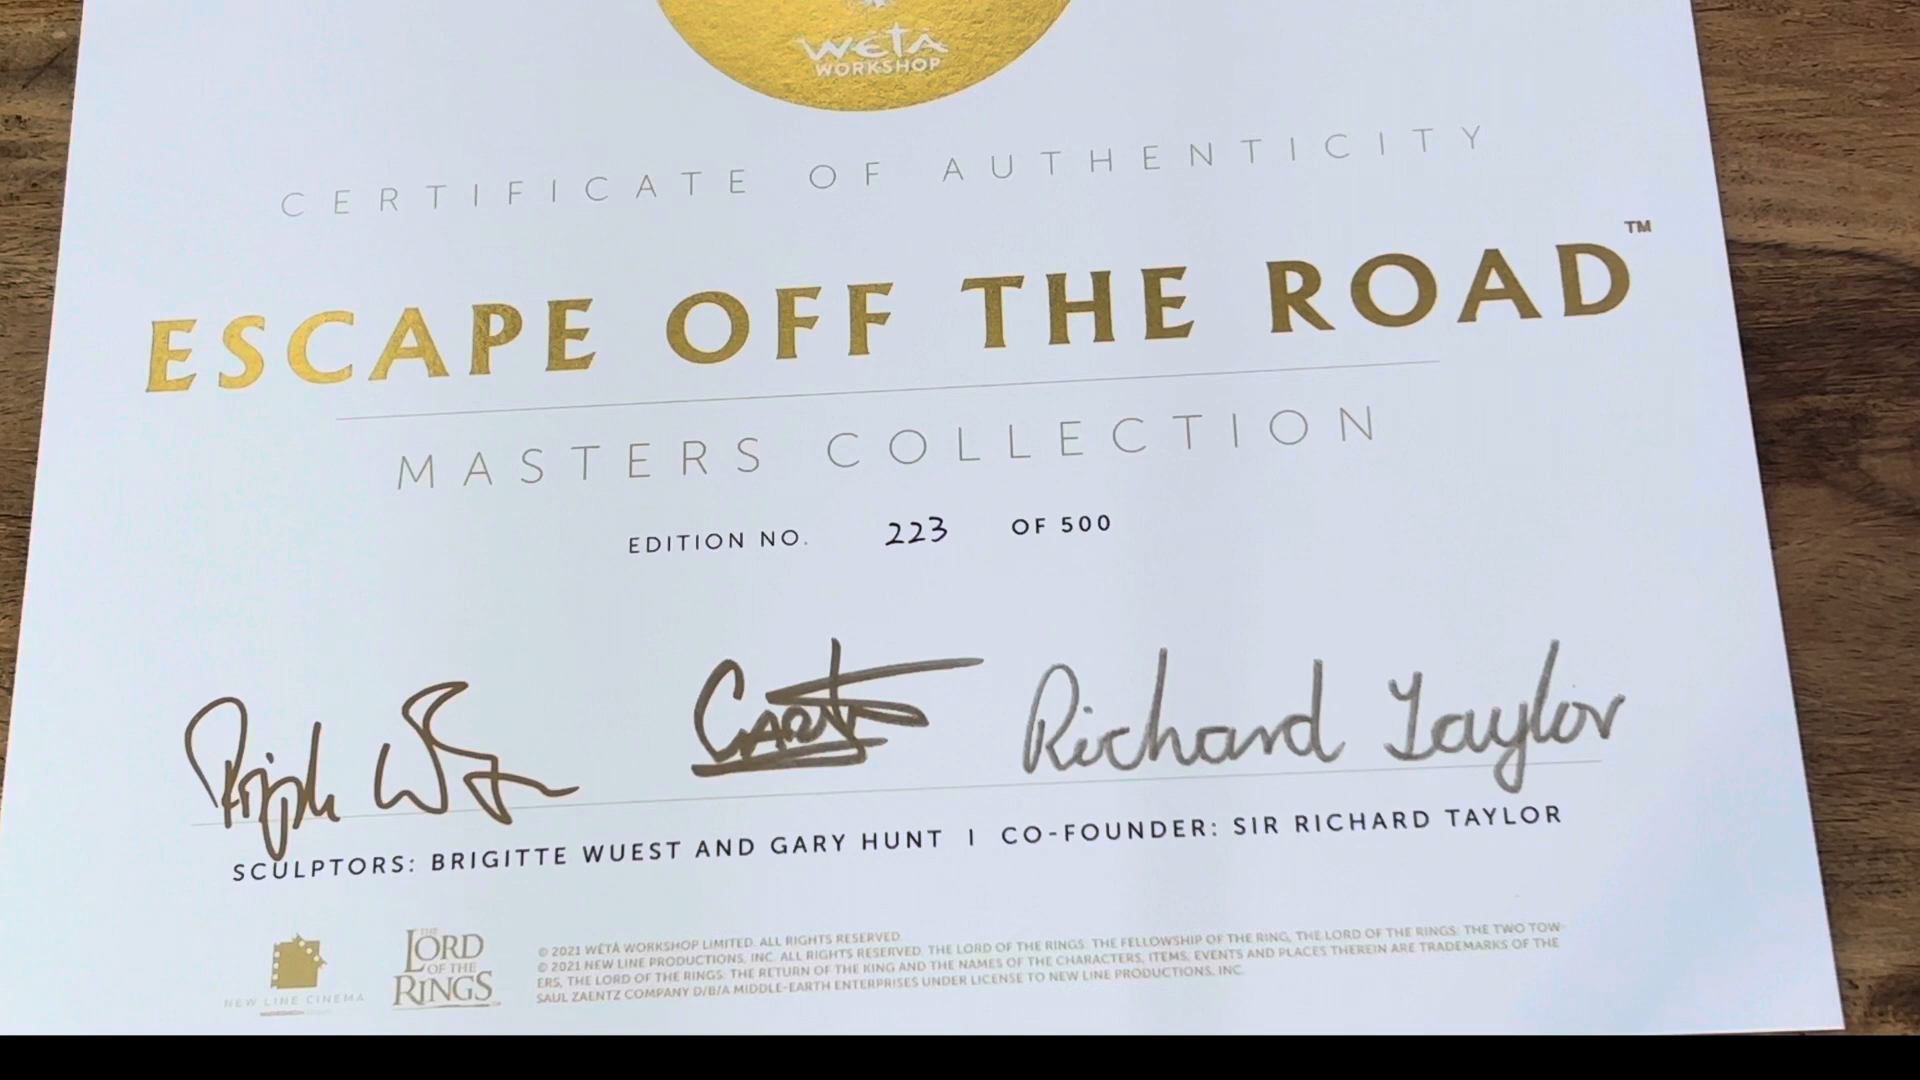 WĒTĀ
WORKSHOP
CERTIFICATE OF AUTHENTICITY
ESCAPE OFF THE ROAD™
MASTERS COLLECTION
EDITION NO. 223 OF 500
Richard Taylor
SCULPTORS: BRIGITTE WUEST AND GARY HUNT | CO-FOUNDER: SIR RICHARD TAYLOR
NEW LINE CINEMA
THE
LORD
OF THE
RINGS
© 2021 WĒTĀ WORKSHOP LIMITED. ALL RIGHTS RESERVED.
© 2021 NEW LINE PRODUCTIONS, INC. ALL RIGHTS RESERVED. THE LORD OF THE RINGS: THE FELLOWSHIP OF THE RING, THE LORD OF THE RINGS: THE TWO TOW-
ERS, THE LORD OF THE RINGS: THE RETURN OF THE KING AND THE NAMES OF THE CHARACTERS, ITEMS, EVENTS AND PLACES THEREIN ARE TRADEMARKS OF THE
SAUL ZAENTZ COMPANY D/B/A MIDDLE-EARTH ENTERPRISES UNDER LICENSE TO NEW LINE PRODUCTIONS, INC.